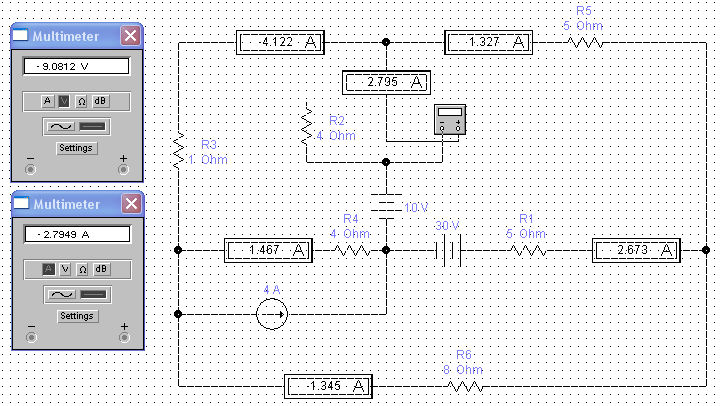 Multimeter
-9.0812 V
A V Ω dB
Settings
− +
Multimeter
-2.7949 A
A V Ω dB
Settings
− +
-4.122 A
-1.327 A
R5
5 Ohm
2.795 A
R2
4 Ohm
R3
1 Ohm
10 V
R4
4 Ohm
30 V
R1
5 Ohm
1.467 A
2.673 A
4 A
R6
8 Ohm
-1.345 A